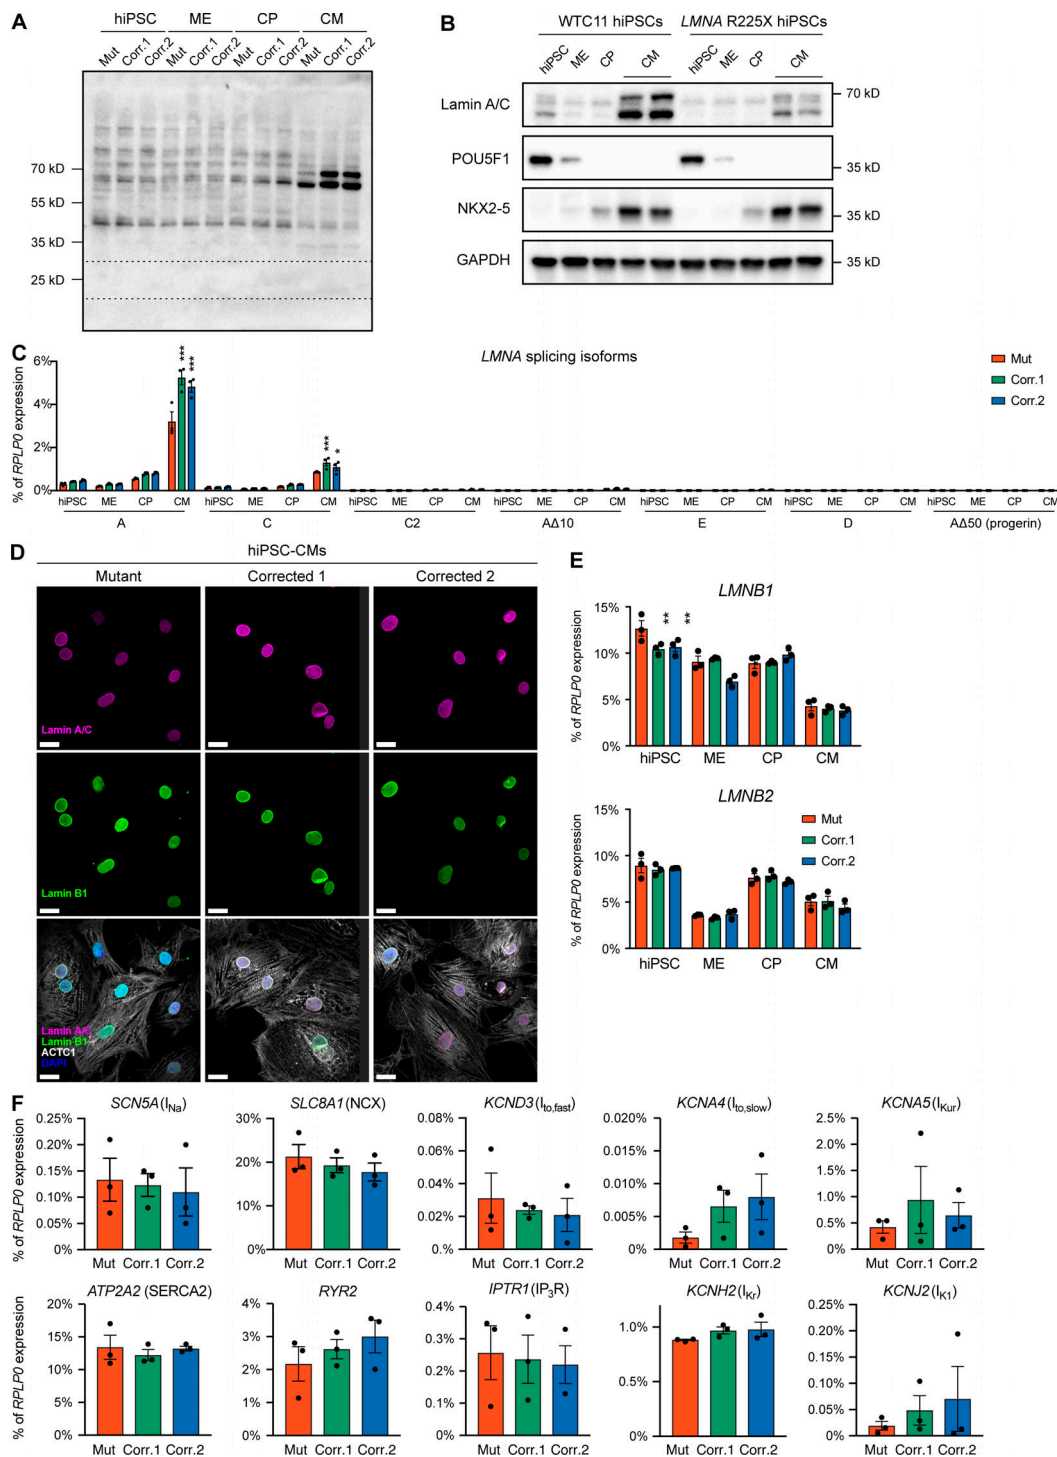 A
hiPSC ME CP CM
Mut Corr.1 Corr.2 Mut Corr.1 Corr.2 Mut Corr.1 Corr.2 Mut Corr.1 Corr.2
70 kD
55 kD
35 kD
25 kD
B
WTC11 hiPSCs LMNA R225X hiPSCs
hiPSC ME CP CM hiPSC ME CP CM
Lamin A/C 70 kD
POU5F1 35 kD
NKX2-5 35 kD
GAPDH 35 kD
C
LMNA splicing isoforms
% of RPLP0 expression
6%
4%
2%
0%
*** *** *** *
Mut
Corr.1
Corr.2
hiPSC ME CP CM hiPSC ME CP CM hiPSC ME CP CM hiPSC ME CP CM hiPSC ME CP CM hiPSC ME CP CM hiPSC ME CP CM
A C C2 AΔ10 E D AΔ50 (progerin)
D
hiPSC-CMs
Mutant Corrected 1 Corrected 2
Lamin A/C
Lamin B1
Lamin A/C
Lamin B1
ACTC1
DAPI
E
LMNB1
% of RPLP0 expression
15%
10%
5%
0%
** **
hiPSC ME CP CM
LMNB2
% of RPLP0 expression
15%
10%
5%
0%
Mut
Corr.1
Corr.2
hiPSC ME CP CM
F
SCN5A (INa)
% of RPLP0 expression
0.25%
0.20%
0.15%
0.10%
0.05%
0%
Mut Corr.1 Corr.2
SLC8A1 (NCX)
30%
20%
10%
0%
Mut Corr.1 Corr.2
KCND3 (Ito,fast)
0.08%
0.06%
0.04%
0.02%
0%
Mut Corr.1 Corr.2
KCNA4 (Ito,slow)
0.020%
0.015%
0.010%
0.005%
0%
Mut Corr.1 Corr.2
KCNA5 (IKur)
2.5%
2.0%
1.5%
1.0%
0.5%
0%
Mut Corr.1 Corr.2
ATP2A2 (SERCA2)
% of RPLP0 expression
20%
15%
10%
5%
0%
Mut Corr.1 Corr.2
RYR2
4%
3%
2%
1%
0%
Mut Corr.1 Corr.2
IPTR1 (IP3R)
0.4%
0.3%
0.2%
0.1%
0%
Mut Corr.1 Corr.2
KCNH2 (IKr)
1.0%
0.5%
0%
Mut Corr.1 Corr.2
KCNJ2 (IK1)
0.25%
0.20%
0.15%
0.10%
0.05%
0%
Mut Corr.1 Corr.2